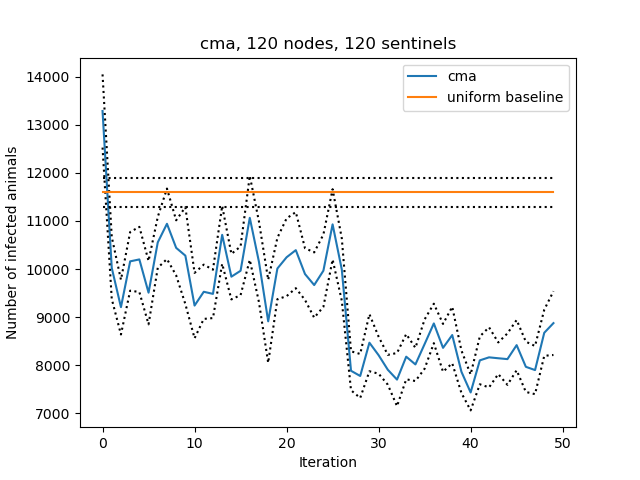 cma, 120 nodes, 120 sentinels
cma
uniform baseline
Number of infected animals
14000
13000
12000
11000
10000
9000
8000
7000
0
10
20
30
40
50
Iteration